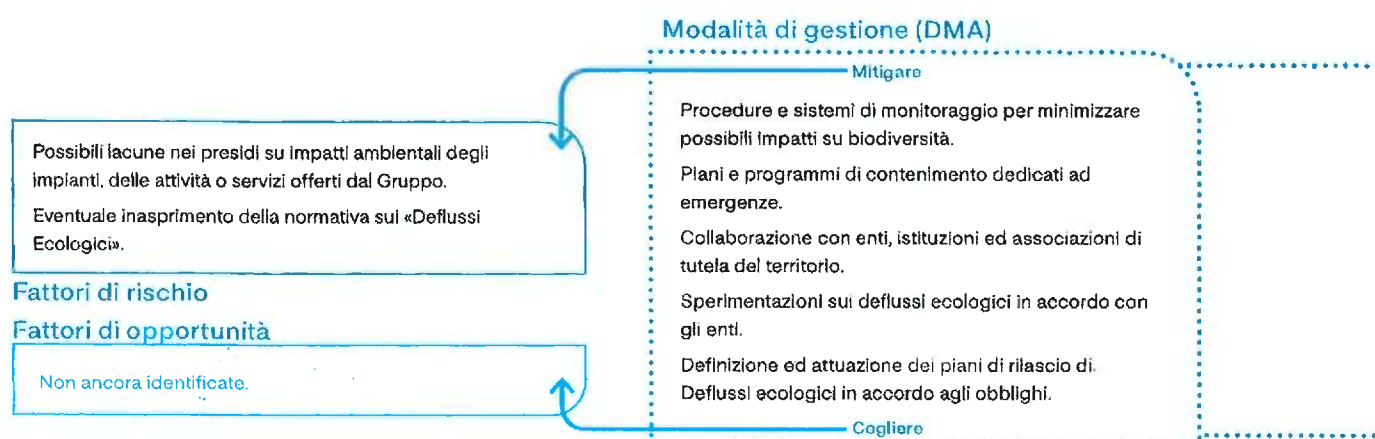 Modalità di gestione (DMA)
Mitigare
Procedure e sistemi di monitoraggio per minimizzare
possibili impatti su biodiversità.
Piani e programmi di contenimento dedicati ad
emergenze.
Collaborazione con enti, istituzioni ed associazioni di
tutela del territorio.
Sperimentazioni sui deflussi ecologici in accordo con
gli enti.
Definizione ed attuazione dei piani di rilascio di
Deflussi ecologici in accordo agli obblighi.
Cogliere
Possibili lacune nei presidi su impatti ambientali degli
impianti, delle attività o servizi offerti dal Gruppo.
Eventuale inasprimento della normativa sui «Deflussi
Ecologici».
Fattori di rischio
Fattori di opportunità
Non ancora identificate.